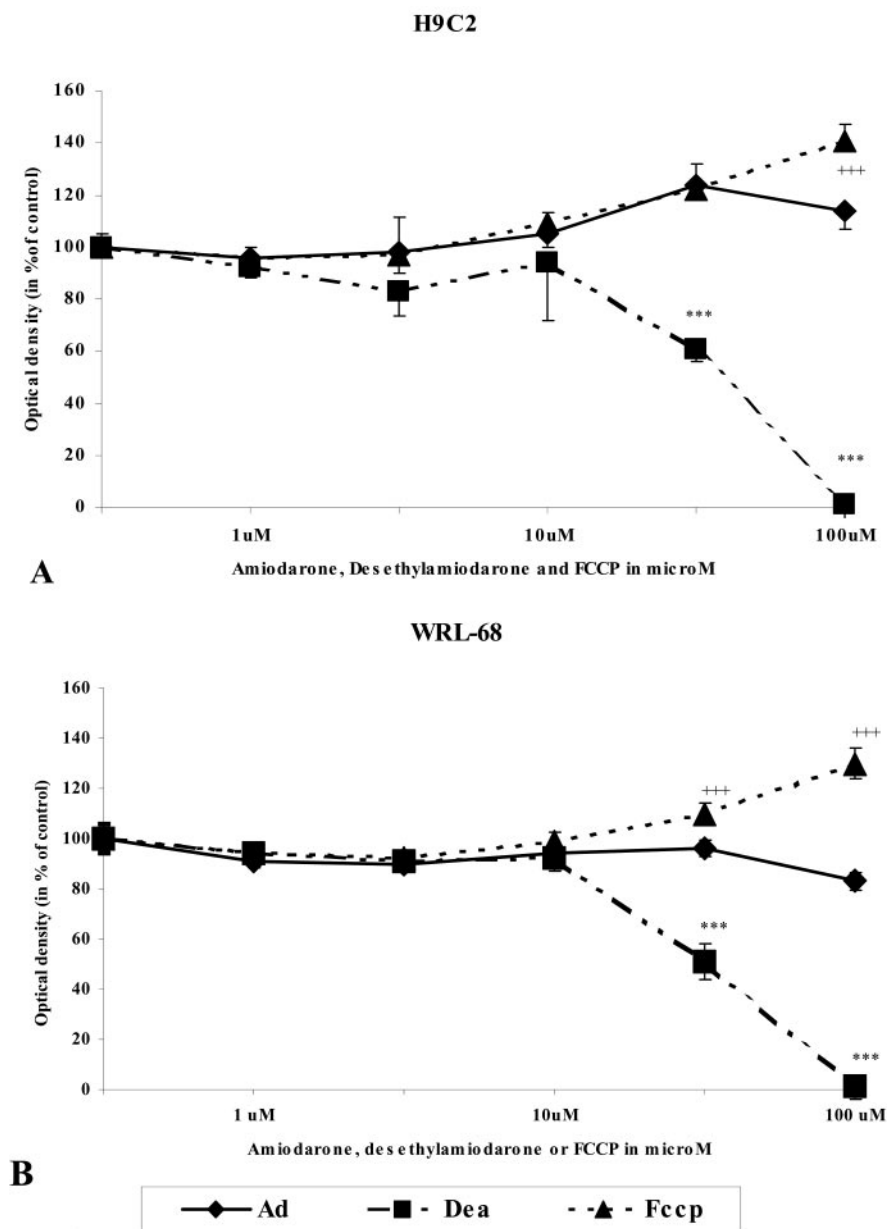 H9C2
160
140
120
100
80
60
40
20
0
Optical density (in %of control)
+++
***
***
1uM
10uM
100uM
Amiodarone, Desethylamiodarone and FCCP in microM
A
WRL-68
160
140
120
100
80
60
40
20
0
Optical density (in % of control)
+++
+++
***
***
1 uM
10uM
100 uM
Amiodarone, desethylamiodarone or FCCP in microM
B
Ad Dea Fccp